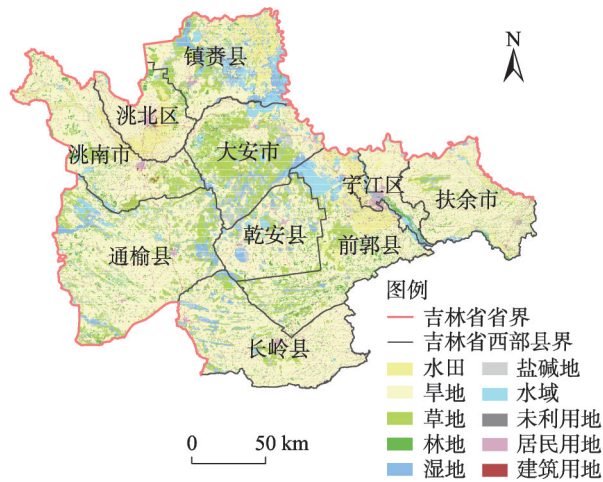 N
镇赉县
洮北区
洮南市
大安市
宁江区
扶余市
乾安县
前郭县
通榆县
长岭县
图例
吉林省省界
吉林省西部县界
水田 盐碱地
旱地 水域
草地 未利用地
林地 居民用地
湿地 建筑用地
0 50 km